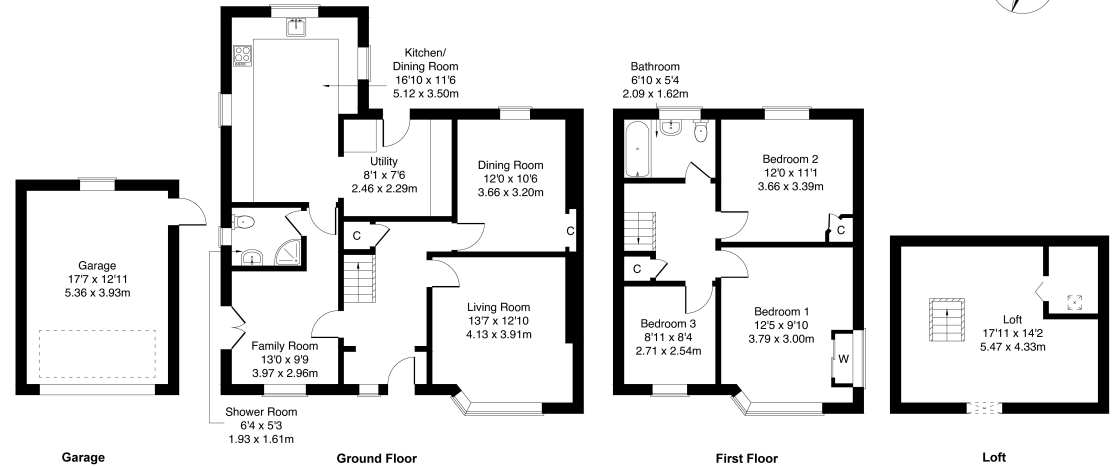 Kitchen/
Dining Room
16'10 x 11'6
5.12 x 3.50m
Utility
8'1 x 7'6
2.46 x 2.29m
Dining Room
12'0 x 10'6
3.66 x 3.20m
C
C
Garage
17'7 x 12'11
5.36 x 3.93m
Living Room
13'7 x 12'10
4.13 x 3.91m
Family Room
13'0 x 9'9
3.97 x 2.96m
Shower Room
6'4 x 5'3
1.93 x 1.61m
Bathroom
6'10 x 5'4
2.09 x 1.62m
Bedroom 2
12'0 x 11'1
3.66 x 3.39m
C
C
Bedroom 1
12'5 x 9'10
3.79 x 3.00m
W
Bedroom 3
8'11 x 8'4
2.71 x 2.54m
Loft
17'11 x 14'2
5.47 x 4.33m
Garage
Ground Floor
First Floor
Loft